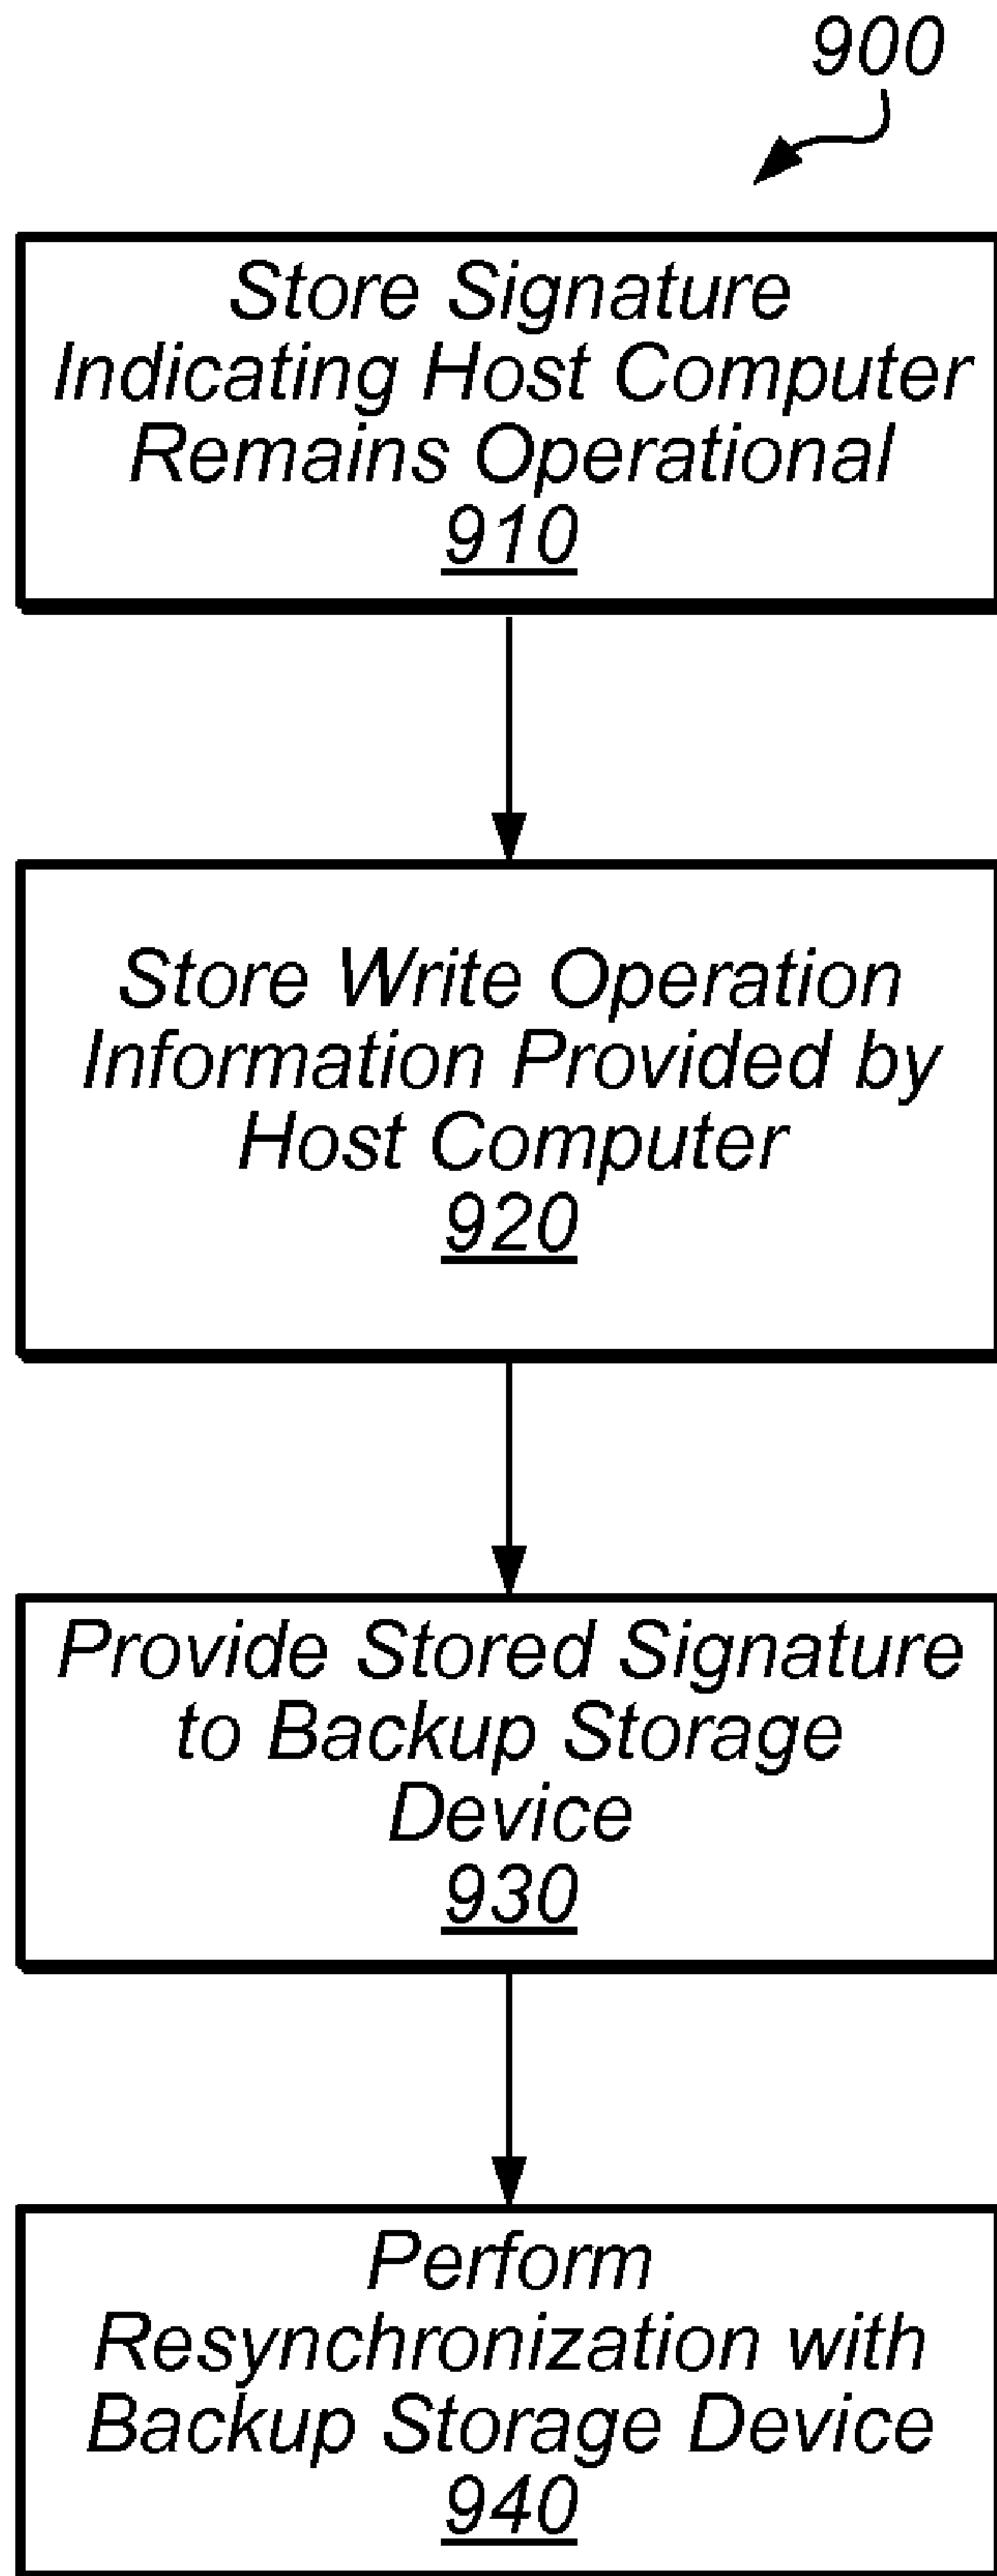 900
Store Signature
Indicating Host Computer
Remains Operational
910
Store Write Operation
Information Provided by
Host Computer
920
Provide Stored Signature
to Backup Storage
Device
930
Perform
Resynchronization with
Backup Storage Device
940